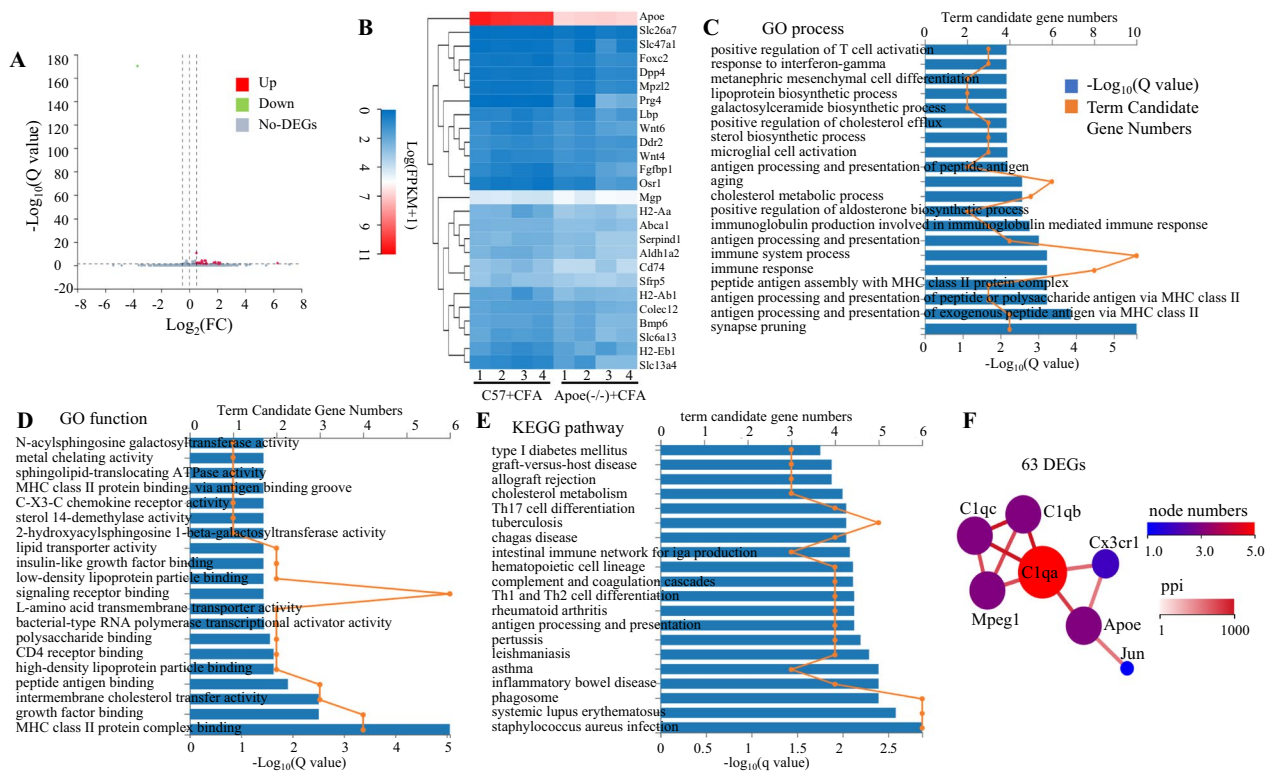 A
180
160
140
120
100
80
60
40
20
0
-20
-8 -6 -4 -2 0 2 4 6 8
-Log10(Q value)
Log2(FC)
Up
Down
No-DEGs
B
0
2
4
7
9
11
Log(FPKM+1)
Apoe
Slc26a7
Slc47a1
Foxc2
Dpp4
Mpzl2
Prg4
Lbp
Wnt6
Ddr2
Wnt4
Fgfbp1
Osr1
Mgp
H2-Aa
Abca1
Serpind1
Aldh1a2
Cd74
Sfrp5
H2-Ab1
Colec12
Bmp6
Slc6a13
H2-Eb1
Slc13a4
1 2 3 4 1 2 3 4
C57+CFA Apoe(-/-)+CFA
C
GO process
Term candidate gene numbers
0 2 4 6 8 10
positive regulation of T cell activation
response to interferon-gamma
metanephric mesenchymal cell differentiation
lipoprotein biosynthetic process
galactosylceramide biosynthetic process
positive regulation of cholesterol efflux
sterol biosynthetic process
microglial cell activation
antigen processing and presentation of peptide antigen
aging
cholesterol metabolic process
positive regulation of aldosterone biosynthetic process
immunoglobulin production involved in immunoglobulin mediated immune response
antigen processing and presentation
immune system process
immune response
peptide antigen assembly with MHC class II protein complex
antigen processing and presentation of peptide or polysaccharide antigen via MHC class II
antigen processing and presentation of exogenous peptide antigen via MHC class II
synapse pruning
0 1 2 3 4 5
-Log10(Q value)
-Log10(Q value)
Term Candidate
Gene Numbers
D
GO function
Term Candidate Gene Numbers
0 1 2 3 4 5 6
N-acylsphingosine galactosyltransferase activity
metal chelating activity
sphingolipid-translocating ATPase activity
MHC class II protein binding, via antigen binding groove
C-X3-C chemokine receptor activity
sterol 14-demethylase activity
2-hydroxyacylsphingosine 1-beta-galactosyltransferase activity
lipid transporter activity
insulin-like growth factor binding
low-density lipoprotein particle binding
signaling receptor binding
L-amino acid transmembrane transporter activity
bacterial-type RNA polymerase transcriptional activator activity
polysaccharide binding
CD4 receptor binding
high-density lipoprotein particle binding
peptide antigen binding
intermembrane cholesterol transfer activity
growth factor binding
MHC class II protein complex binding
0 1 2 3 4 5
-Log10(Q value)
E
KEGG pathway
term candidate gene numbers
0 1 2 3 4 5 6
type I diabetes mellitus
graft-versus-host disease
allograft rejection
cholesterol metabolism
Th17 cell differentiation
tuberculosis
chagas disease
intestinal immune network for iga production
hematopoietic cell lineage
complement and coagulation cascades
Th1 and Th2 cell differentiation
rheumatoid arthritis
antigen processing and presentation
pertussis
leishmaniasis
asthma
inflammatory bowel disease
phagosome
systemic lupus erythematosus
staphylococcus aureus infection
0 0.5 1 1.5 2 2.5
-log10(q value)
F
63 DEGs
C1qc
C1qb
Cx3cr1
C1qa
Mpeg1
Apoe
Jun
node numbers
1.0 3.0 5.0
ppi
1 1000